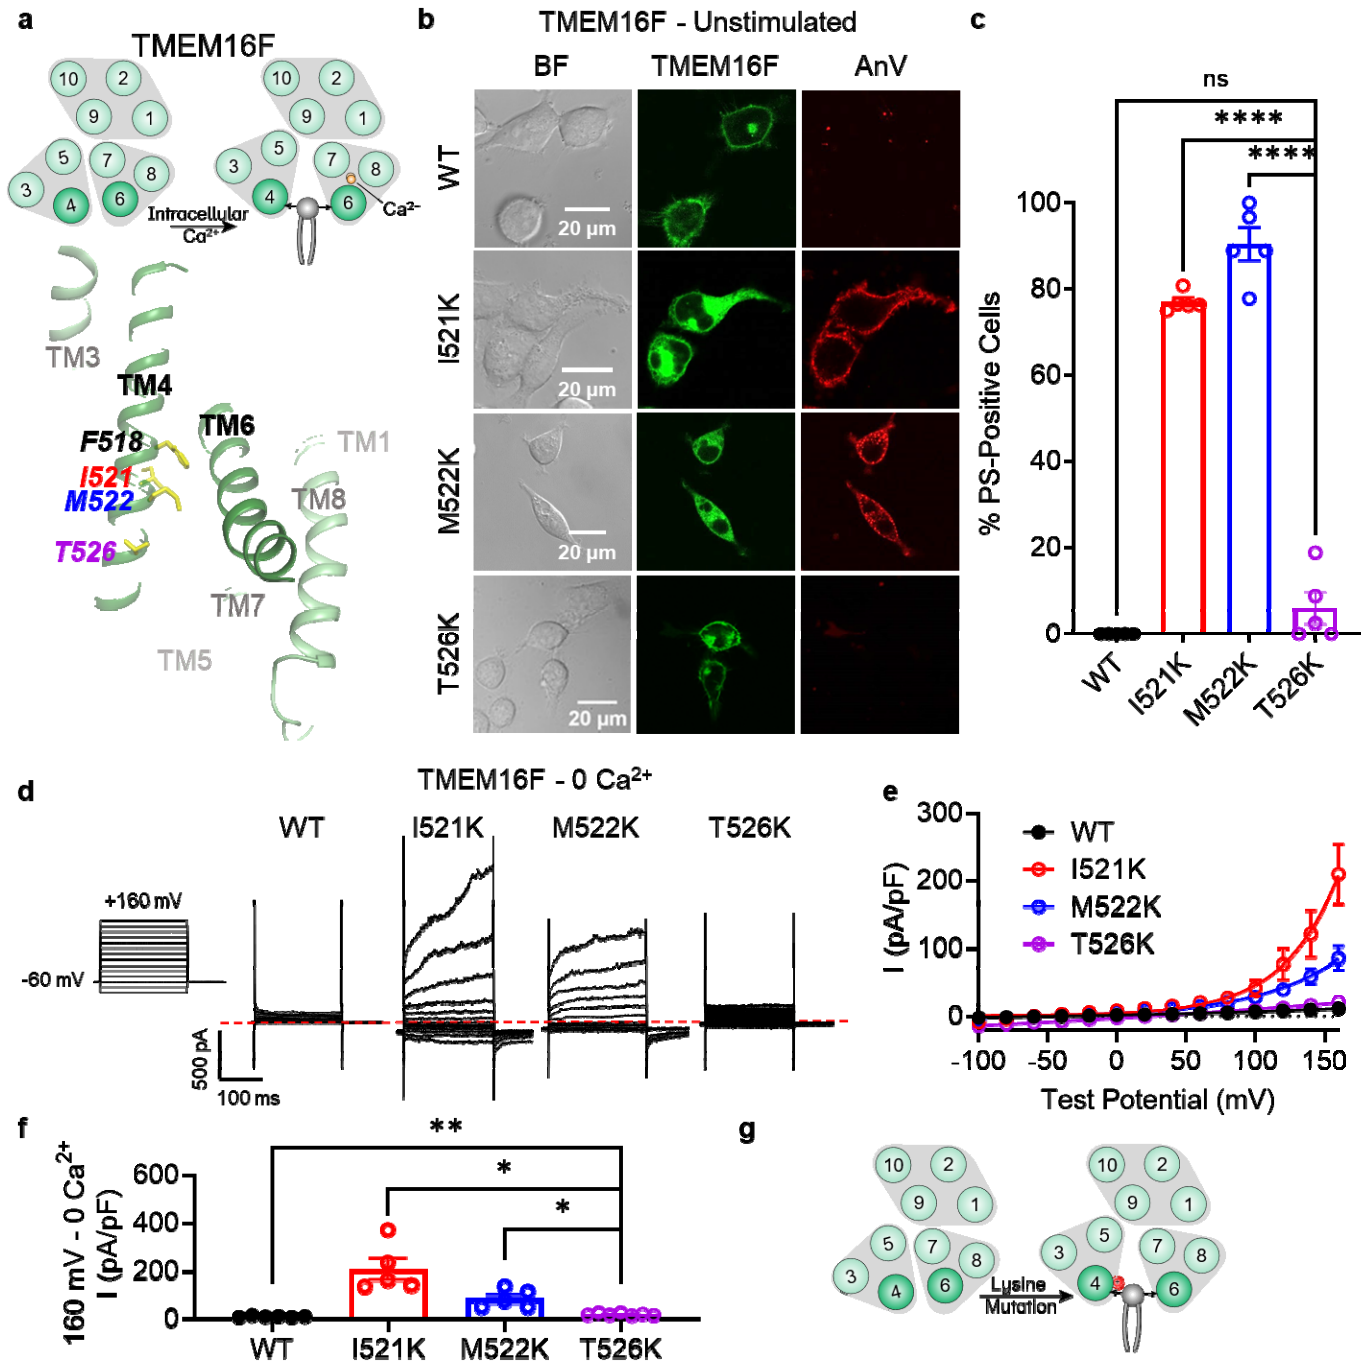 a
TMEM16F
10 2
9 1
5 7 8
3 4 6
10 2
9 1
5 7 8
3 4 6
Intracellular
Ca²⁺
Ca²⁻
TM3
TM4
TM6
F518
I521
M522
T526
TM1
TM8
TM7
TM5
b
TMEM16F - Unstimulated
BF TMEM16F AnV
WT
20 µm
I521K
20 µm
M522K
20 µm
T526K
20 µm
c
ns
****
****
% PS-Positive Cells
100
80
60
40
20
0
WT I521K M522K T526K
d
TMEM16F - 0 Ca²⁺
WT I521K M522K T526K
+160 mV
-60 mV
500 pA
100 ms
e
I (pA/pF)
300
200
100
0
WT
I521K
M522K
T526K
-100 -50 0 50 100 150
Test Potential (mV)
f
**
*
*
160 mV - 0 Ca²⁺
I (pA/pF)
600
400
200
0
WT I521K M522K T526K
g
10 2
9 1
5 7 8
3 4 6
Lysine
Mutation
10 2
9 1
5 7 8
3 4 6